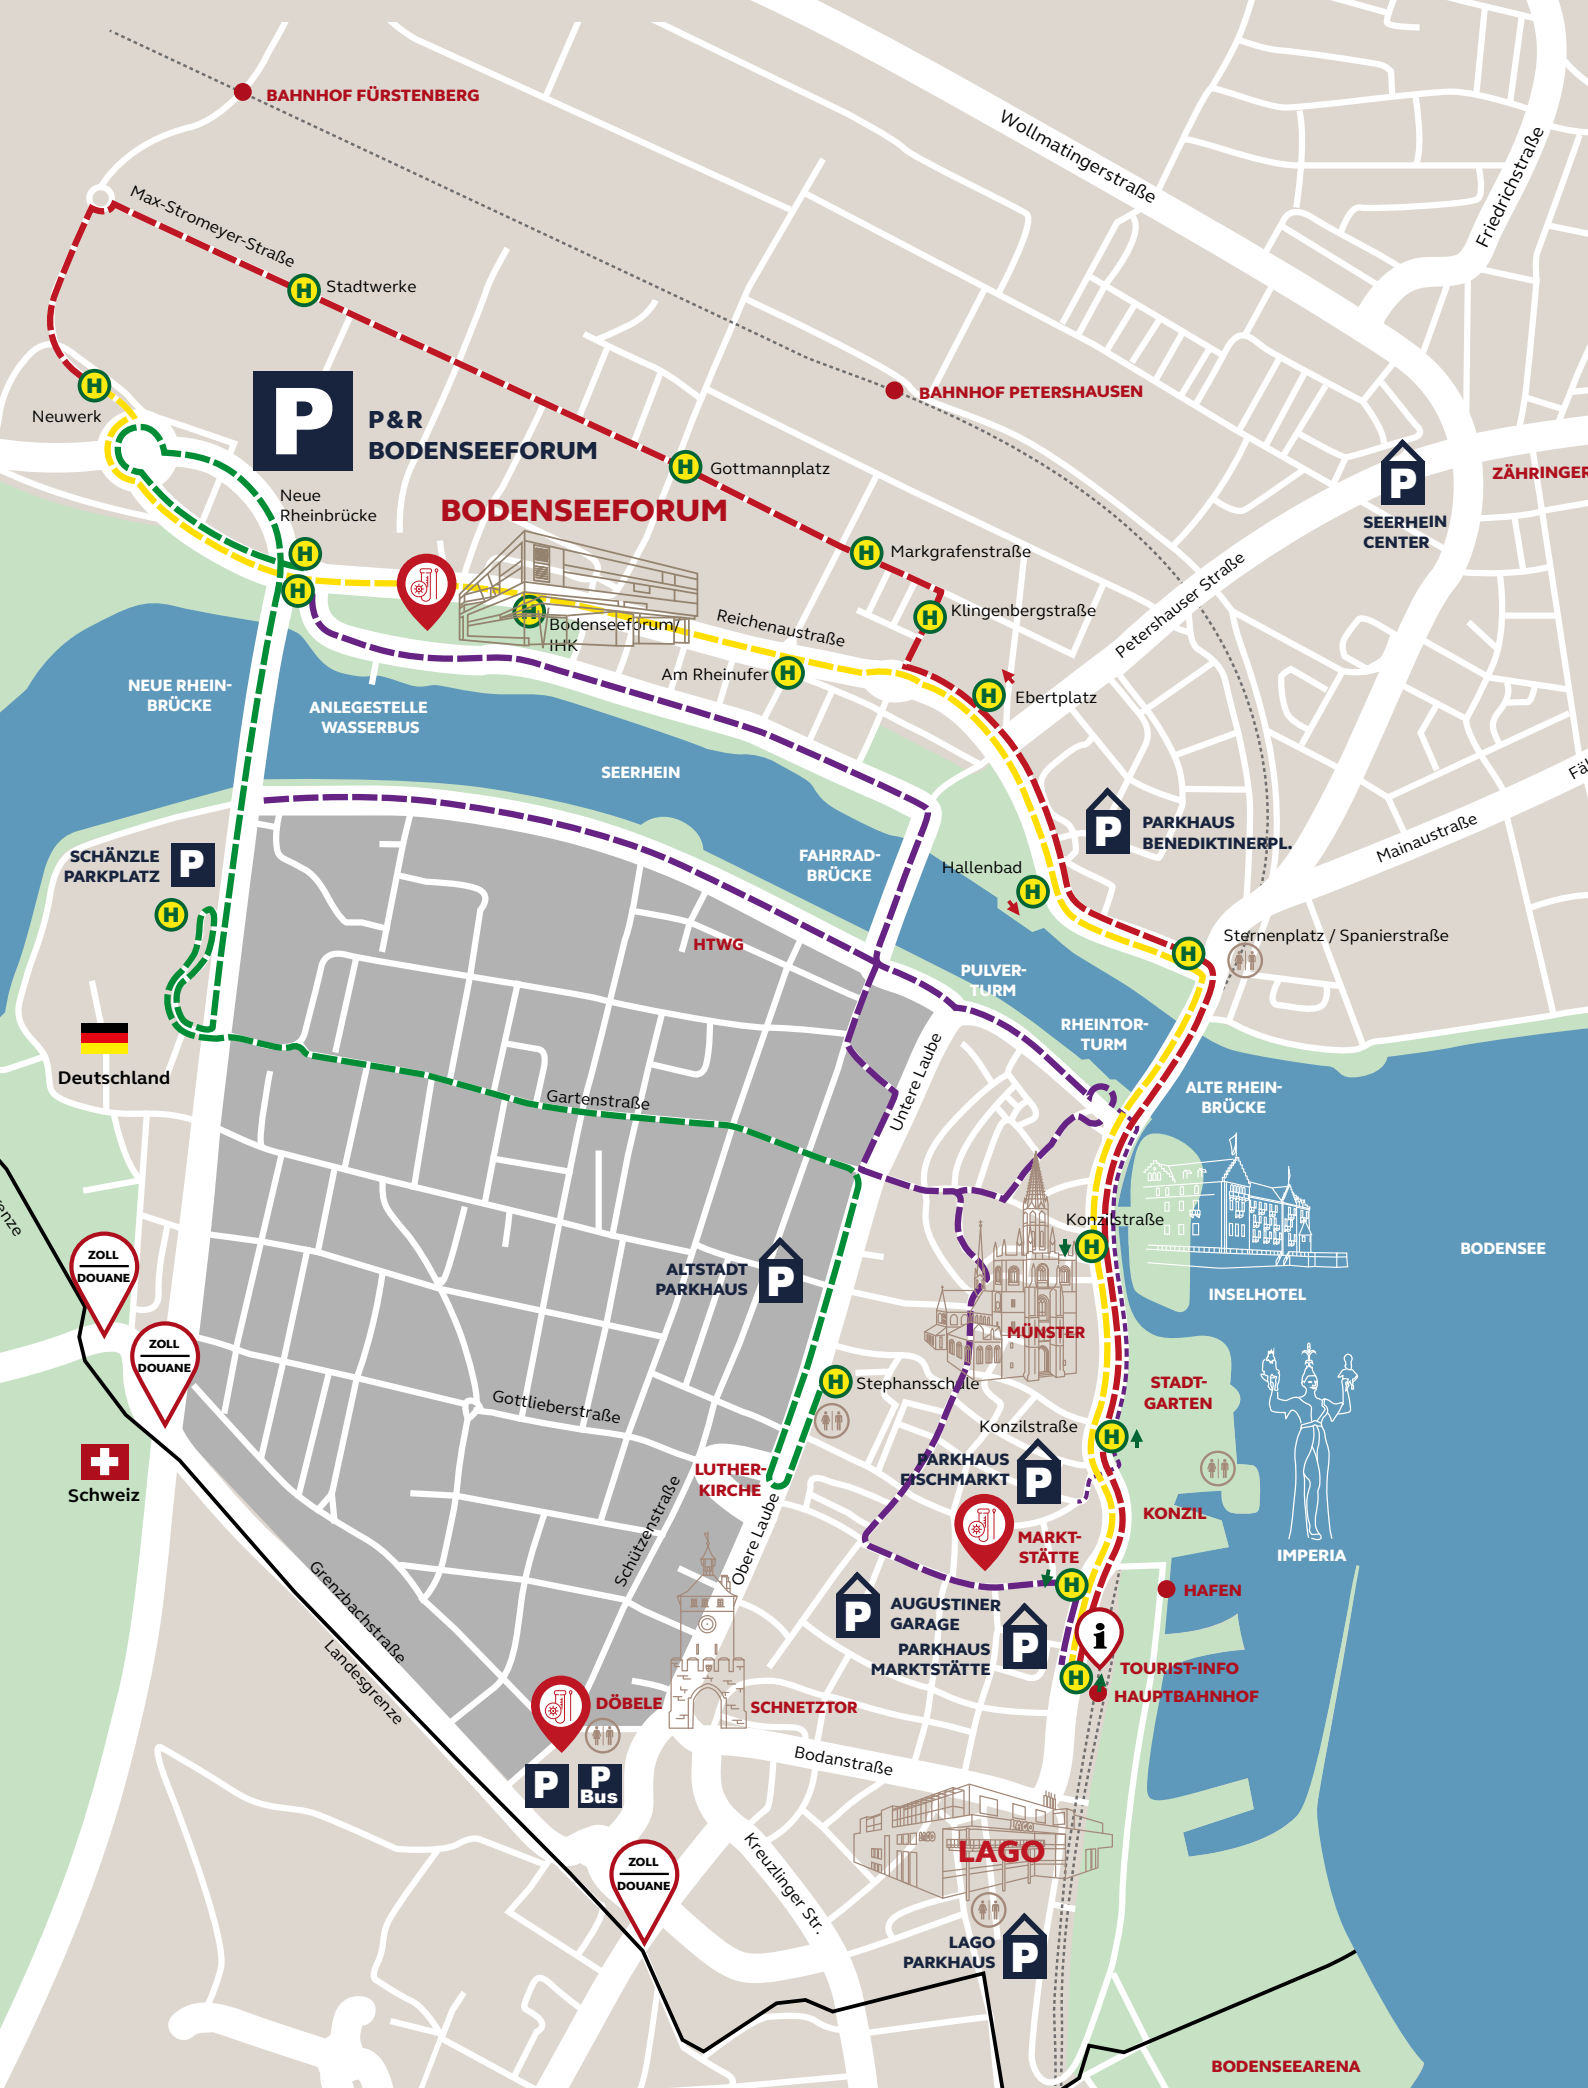 BAHNHOF FÜRSTENBERG
Wollmatingerstraße
Friedrichstraße
Max-Stromeyer-Straße
H
Stadtwerke
H
Neuwerk
P
P&R
BODENSEEFORUM
BAHNHOF PETERSHAUSEN
H
Gottmannplatz
P
SEERHEIN
CENTER
ZÄHRINGER
Neue
Rheinbrücke
BODENSEEFORUM
H
H
H
Markgrafenstraße
H
Bodenseeforum/
IHK
Reichenaustraße
H
Klingenbergstraße
Petershauser Straße
Am Rheinufer
H
H
Ebertplatz
NEUE RHEIN-
BRÜCKE
ANLEGESTELLE
WASSERBUS
SEERHEIN
Fä
P
PARKHAUS
BENEDIKTINERPL.
Mainaustraße
SCHÄNZLE
PARKPLATZ
P
H
FAHRRAD-
BRÜCKE
Hallenbad
H
HTWG
H
Sternenplatz / Spanierstraße
PULVER-
TURM
RHEINTOR-
TURM
Deutschland
Gartenstraße
Untere Laube
ALTE RHEIN-
BRÜCKE
enze
Konzilstraße
H
BODENSEE
INSELHOTEL
ZOLL
DOUANE
ALTSTADT
PARKHAUS
P
MÜNSTER
ZOLL
DOUANE
H
Stephansschule
STADT-
GARTEN
Gottlieberstraße
Konzilstraße
H
Schweiz
LUTHER-
KIRCHE
PARKHAUS
FISCHMARKT
P
KONZIL
IMPERIA
Schützenstraße
Obere Laube
MARKT-
STÄTTE
H
HAFEN
Grenzbachstraße
Landesgrenze
P
AUGUSTINER
GARAGE
PARKHAUS
MARKTSTÄTTE
P
i
TOURIST-INFO
H
HAUPTBAHNHOF
DÖBELE
SCHNETZTOR
P
P
Bus
Bodanstraße
LAGO
LAGO
LAGO
ZOLL
DOUANE
Kreuzlinger Str.
LAGO
PARKHAUS
P
BODENSEEARENA